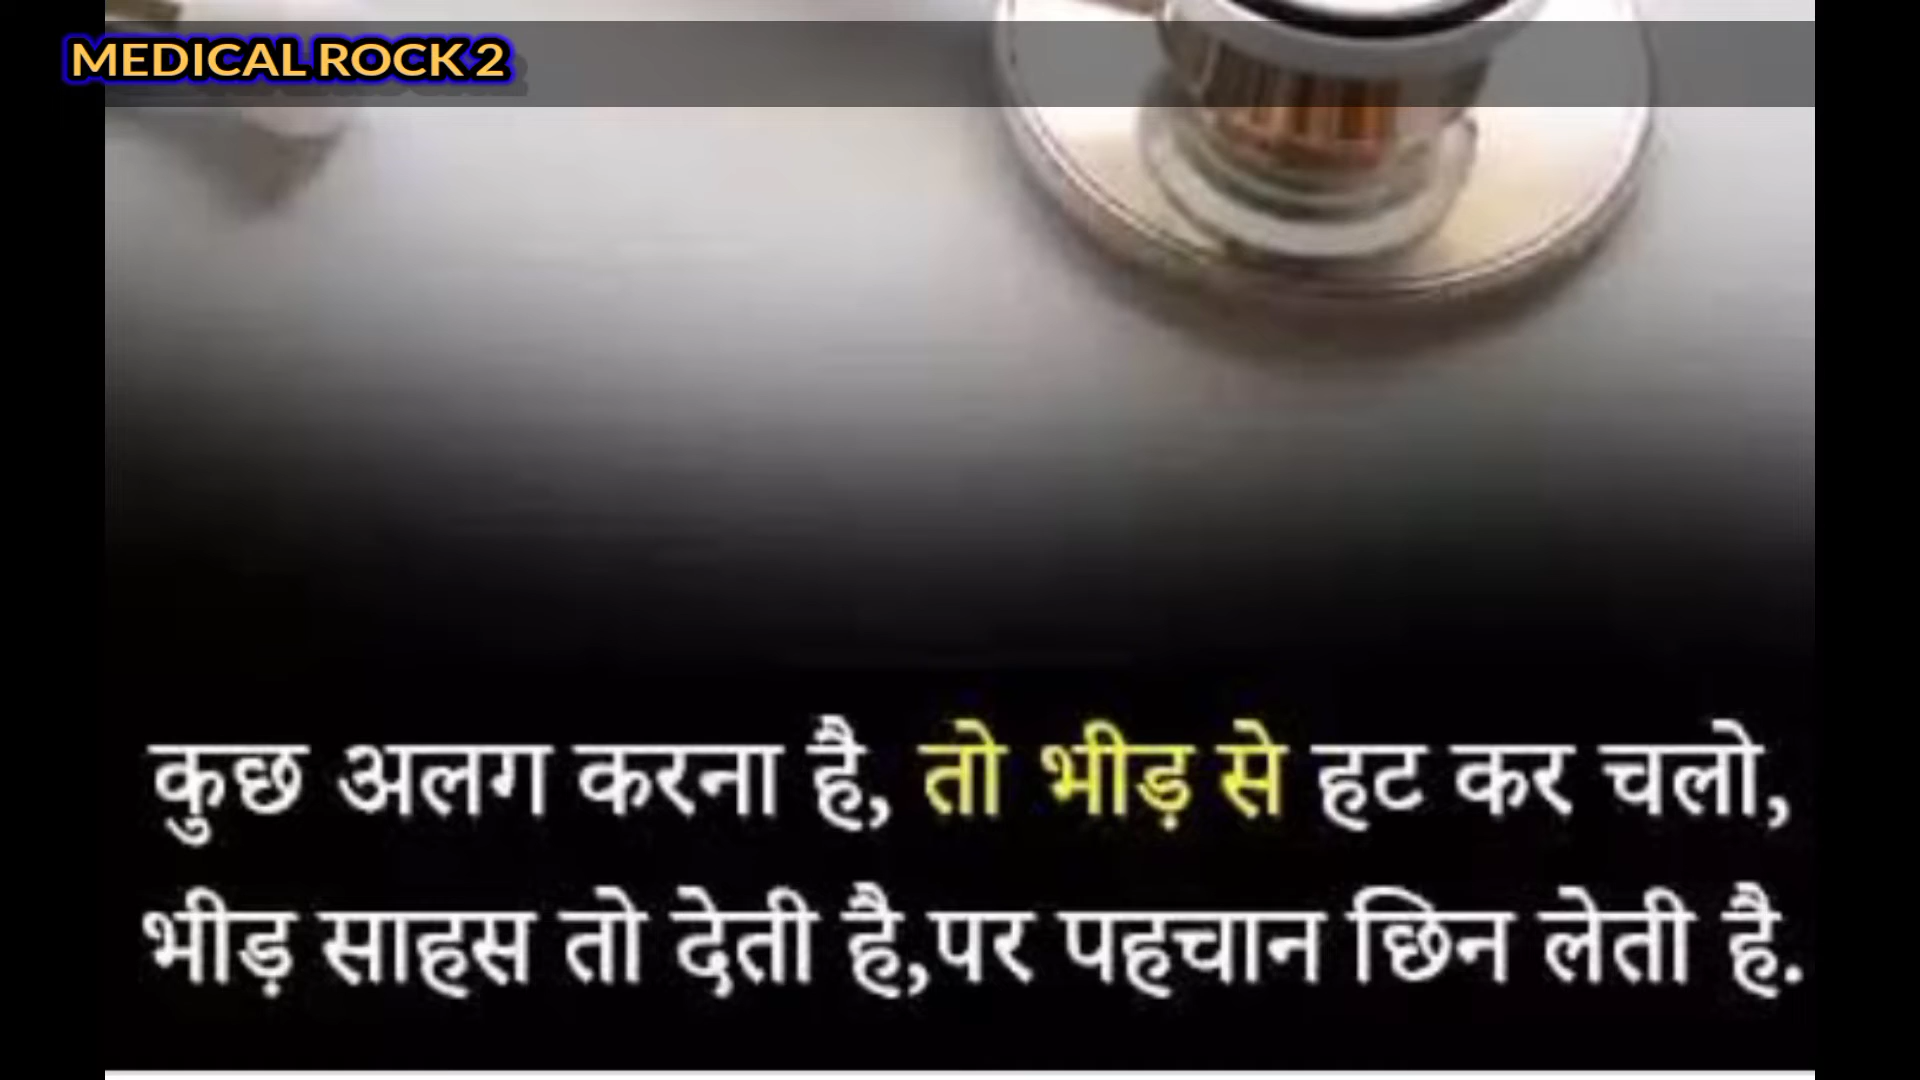 MEDICAL ROCK 2
कुछ अलग करना है, तो भीड़ से हट कर चलो,
भीड़ साहस तो देती है,पर पहचान छिन लेती है.